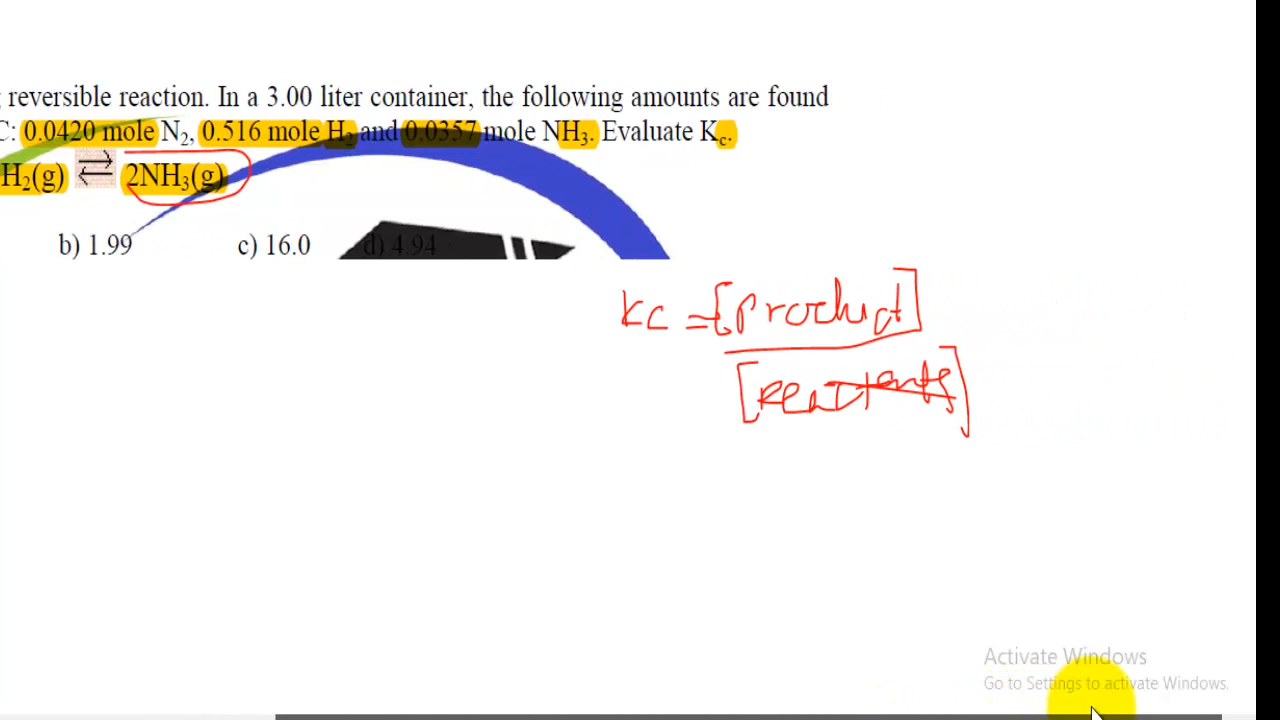 reversible reaction. In a 3.00 liter container, the following amounts are found
C: 0.0420 mole N₂, 0.516 mole H₂ and 0.0357 mole NH₃. Evaluate Kc.
H₂(g) ⇄ 2NH₃(g)
b) 1.99 c) 16.0 d) 4.94
KC = [product]
[reactants]
Activate Windows
Go to Settings to activate Windows.